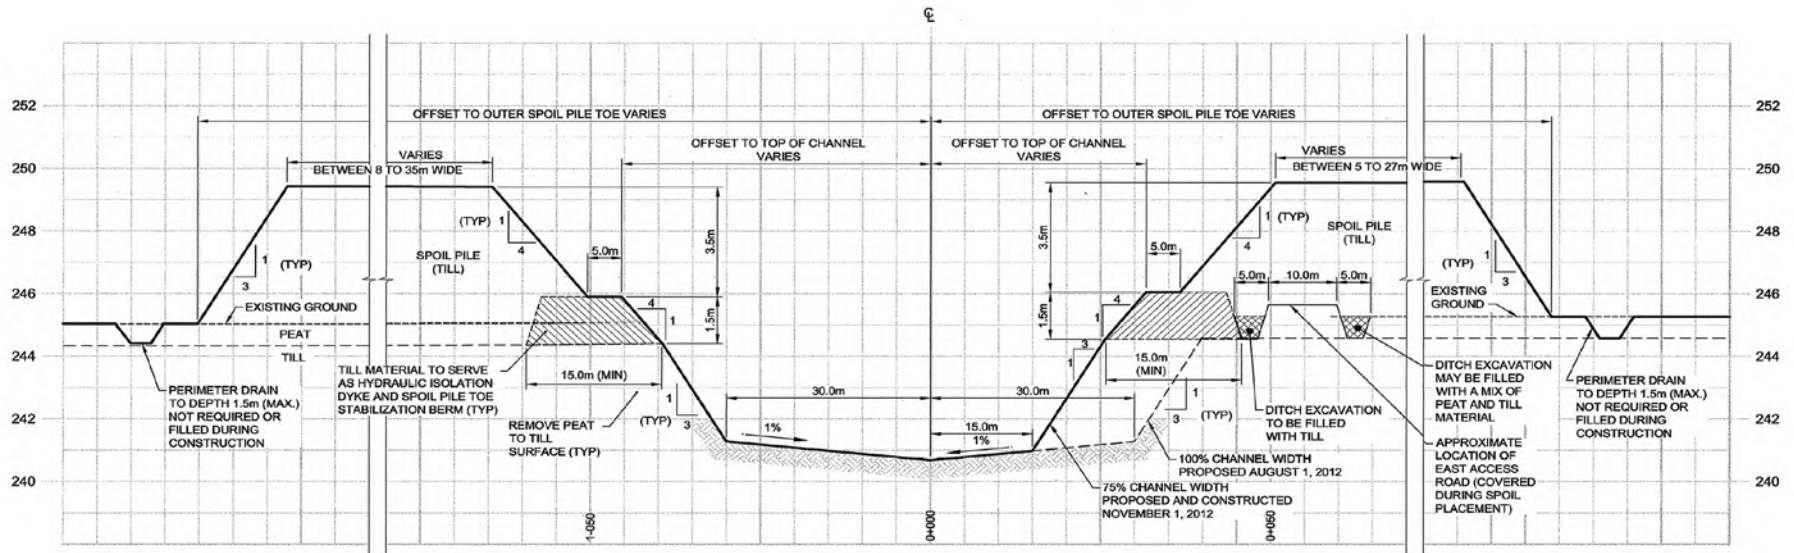 ℄
252
252
OFFSET TO OUTER SPOIL PILE TOE VARIES
OFFSET TO OUTER SPOIL PILE TOE VARIES
OFFSET TO TOP OF CHANNEL
VARIES
OFFSET TO TOP OF CHANNEL
VARIES
VARIES
BETWEEN 8 TO 35m WIDE
VARIES
BETWEEN 5 TO 27m WIDE
250
250
248
248
246
246
244
244
242
242
240
240
1
3
(TYP)
SPOIL PILE
(TILL)
(TYP)
1
4
5.0m
3.5m
4
1
1.5m
EXISTING GROUND
PEAT
TILL
PERIMETER DRAIN
TO DEPTH 1.5m (MAX.)
NOT REQUIRED OR
FILLED DURING
CONSTRUCTION
TILL MATERIAL TO SERVE
AS HYDRAULIC ISOLATION
DYKE AND SPOIL PILE TOE
STABILIZATION BERM (TYP)
15.0m (MIN)
REMOVE PEAT
TO TILL
SURFACE (TYP)
(TYP)
1
3
30.0m
30.0m
1%
15.0m
1%
3.5m
1.5m
4
1
3
1
5.0m
1
(TYP)
4
SPOIL PILE
(TILL)
5.0m
10.0m
5.0m
15.0m
(MIN)
1
(TYP)
3
(TYP)
1
3
EXISTING
GROUND
DITCH EXCAVATION
TO BE FILLED
WITH TILL
100% CHANNEL WIDTH
PROPOSED AUGUST 1, 2012
75% CHANNEL WIDTH
PROPOSED AND CONSTRUCTED
NOVEMBER 1, 2012
DITCH EXCAVATION
MAY BE FILLED
WITH A MIX OF
PEAT AND TILL
MATERIAL
APPROXIMATE
LOCATION OF
EAST ACCESS
ROAD (COVERED
DURING SPOIL
PLACEMENT)
PERIMETER DRAIN
TO DEPTH 1.5m (MAX.)
NOT REQUIRED OR
FILLED DURING
CONSTRUCTION
1-050
0+000
0+050